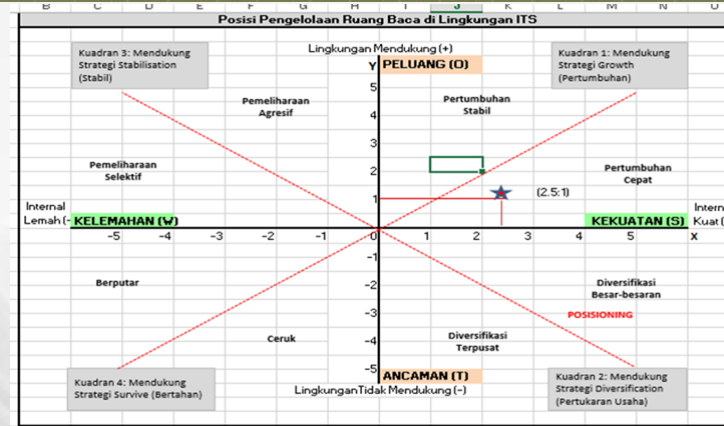 B C D E F G H I J K L M N O
Posisi Pengelolaan Ruang Baca di Lingkungan ITS
Kuadran 3: Mendukung
Strategi Stabilisation
(Stabil)
Lingkungan Mendukung (+)
Y PELUANG (O)
Kuadran 1: Mendukung
Strategi Growth
(Pertumbuhan)
5
Pemeliharaan
Agresif
Pertumbuhan
Stabil
4
3
Pemeliharaan
Selektif
2
Pertumbuhan
Cepat
(2.5:1)
1
Internal
Lemah (- KELEMAHAN (W)
KEKUATAN (S)
Intern
Kuat (
-5 -4 -3 -2 -1 0 1 2 3 4 5 X
-1
Berputar
-2
Diversifikasi
Besar-besaran
-3
POSISIONING
Ceruk
-4
Diversifikasi
Terpusat
-5
ANCAMAN (T)
LingkunganTidak Mendukung (-)
Kuadran 4: Mendukung
Strategi Survive (Bertahan)
Kuadran 2: Mendukung
Strategi Diversification
(Pertukaran Usaha)